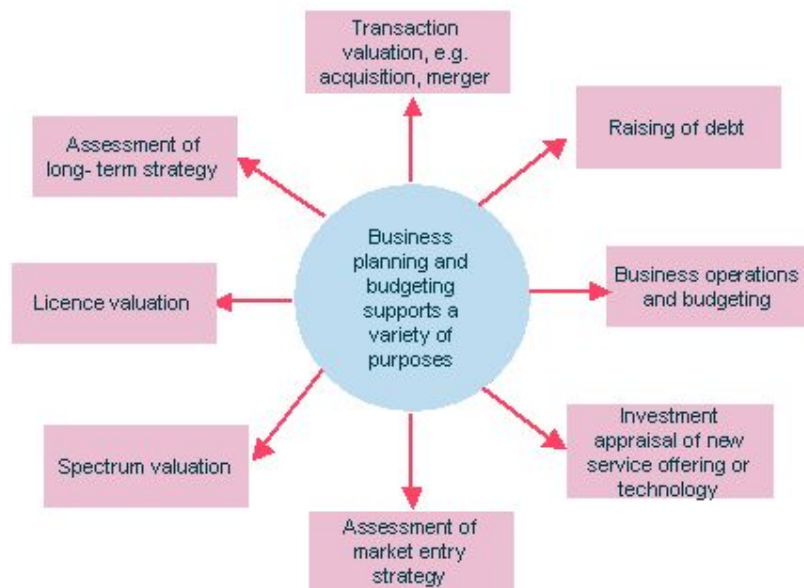 Transaction
valuation, e.g.
acquisition, merger
Raising of debt
Assessment of
long- term strategy
Business
planning and
budgeting
supports a
variety of
purposes
Business operations
and budgeting
Licence valuation
Investment
appraisal of new
service offering or
technology
Spectrum valuation
Assessment of
market entry
strategy